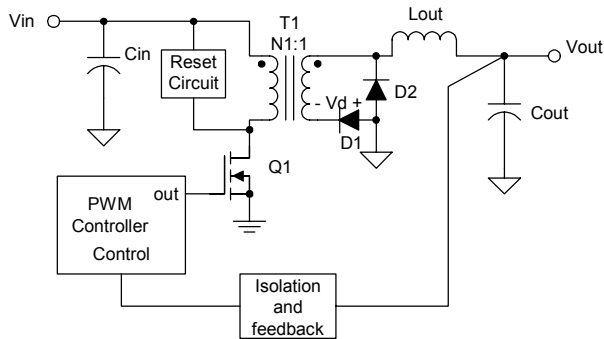 T1
Lout
Vin
N1:1
Vout
Cin
Reset
Circuit
- Vd +
D2
Cout
D1
Q1
out
PWM
Controller
Control
Isolation
and
feedback